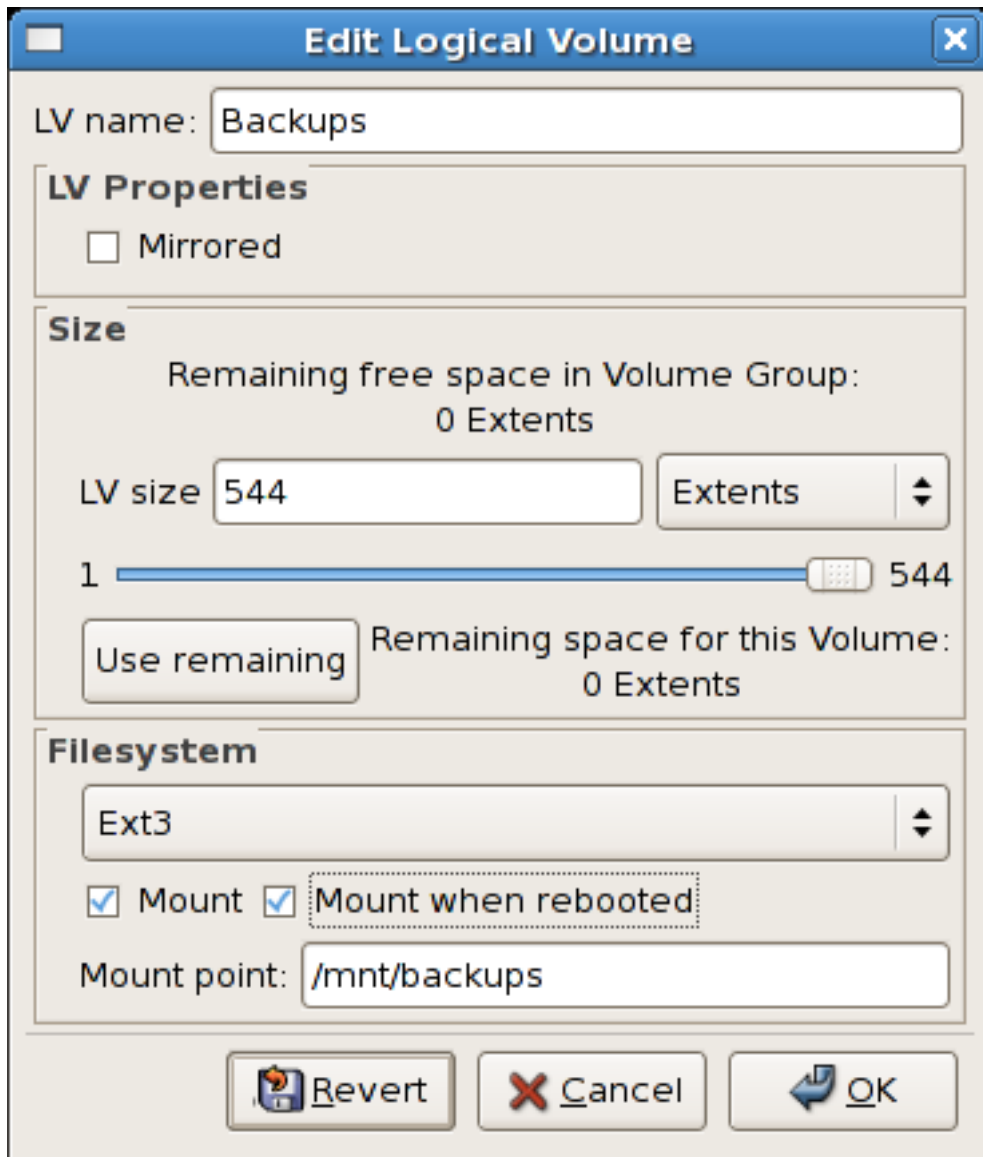 Edit Logical Volume
LV name: Backups
LV Properties
Mirrored
Size
Remaining free space in Volume Group:
0 Extents
LV size 544 Extents
1 544
Use remaining
Remaining space for this Volume:
0 Extents
Filesystem
Ext3
Mount Mount when rebooted
Mount point: /mnt/backups
Revert Cancel OK